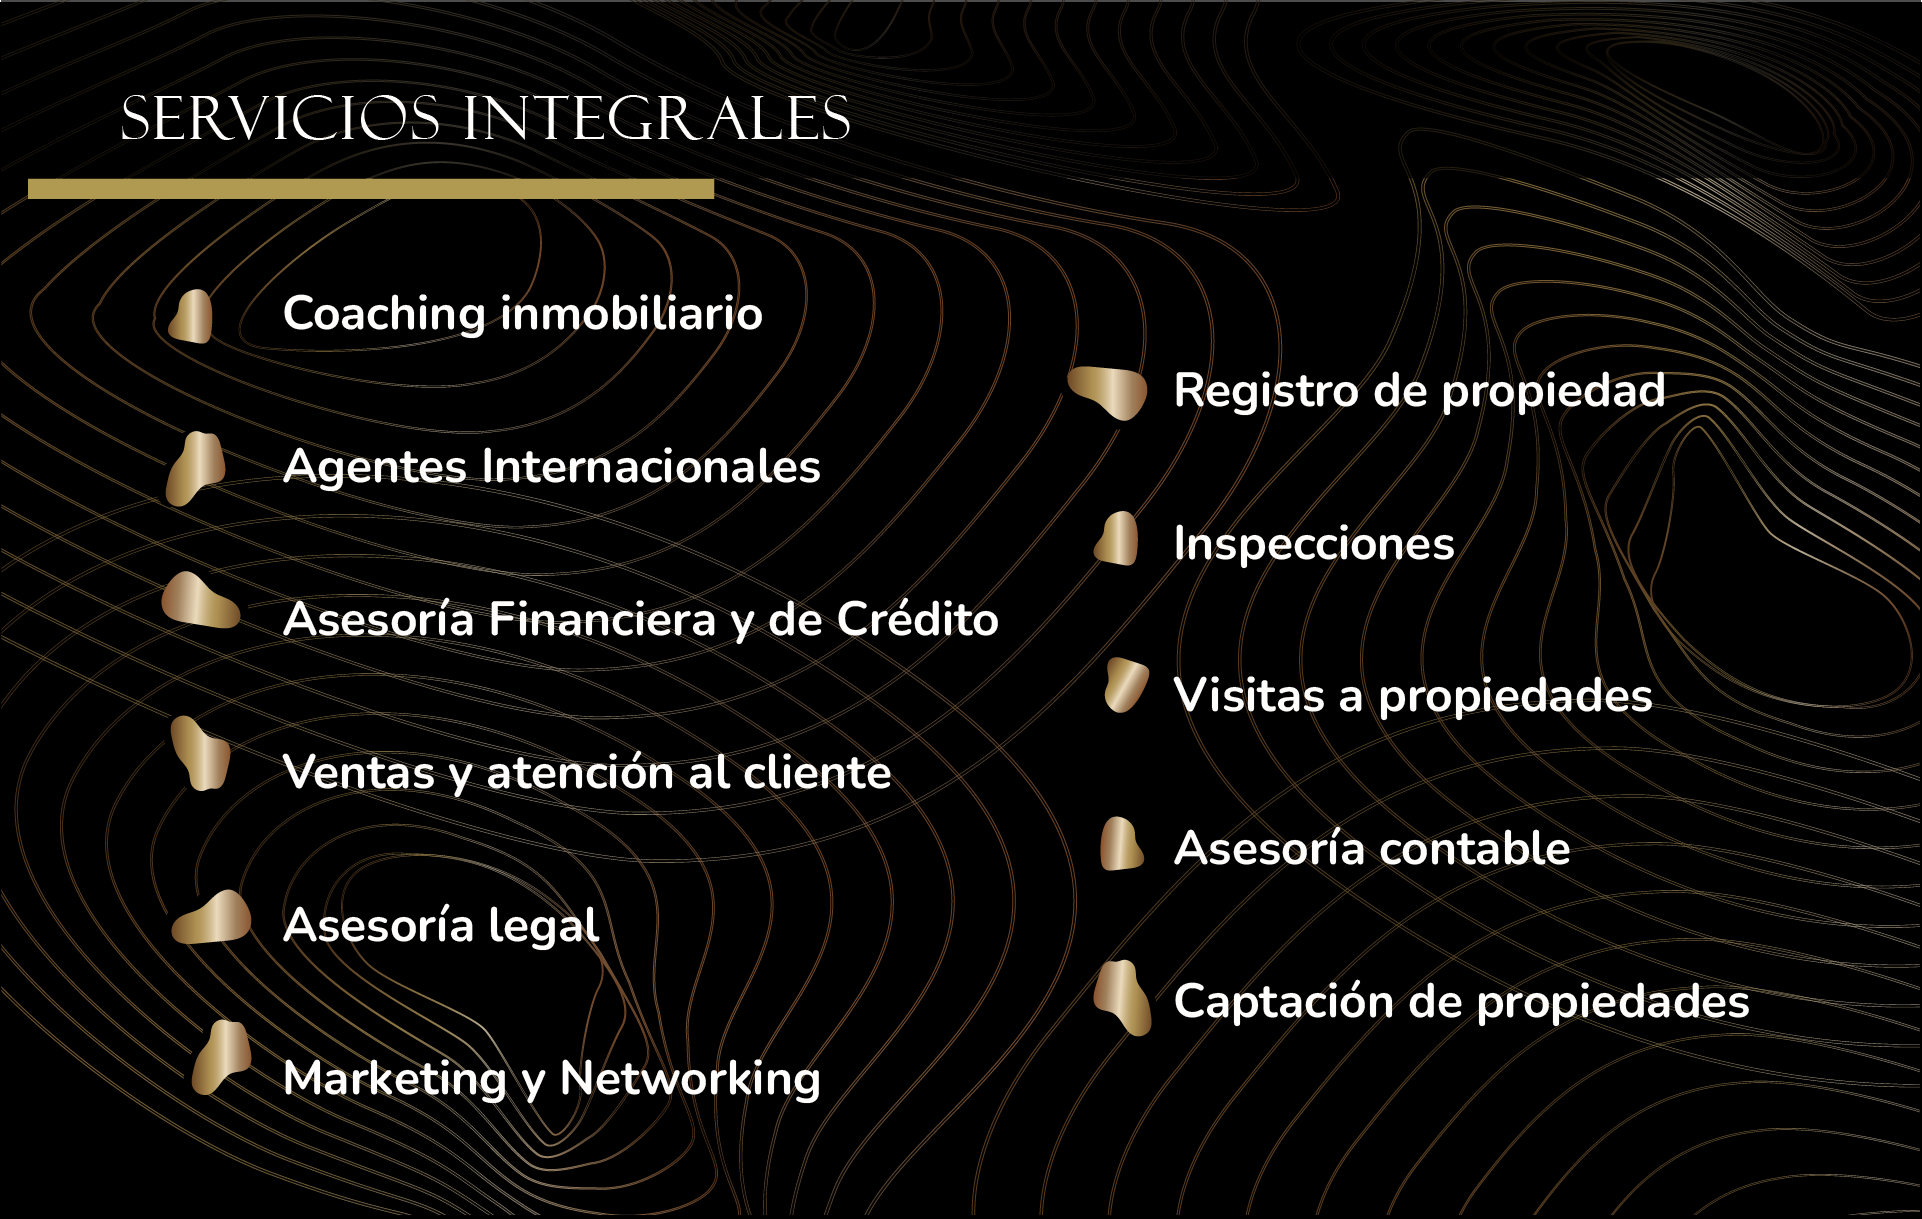 SERVICIOS INTEGRALES
Coaching inmobiliario
Agentes Internacionales
Asesoría Financiera y de Crédito
Ventas y atención al cliente
Asesoría legal
Marketing y Networking
Registro de propiedad
Inspecciones
Visitas a propiedades
Asesoría contable
Captación de propiedades